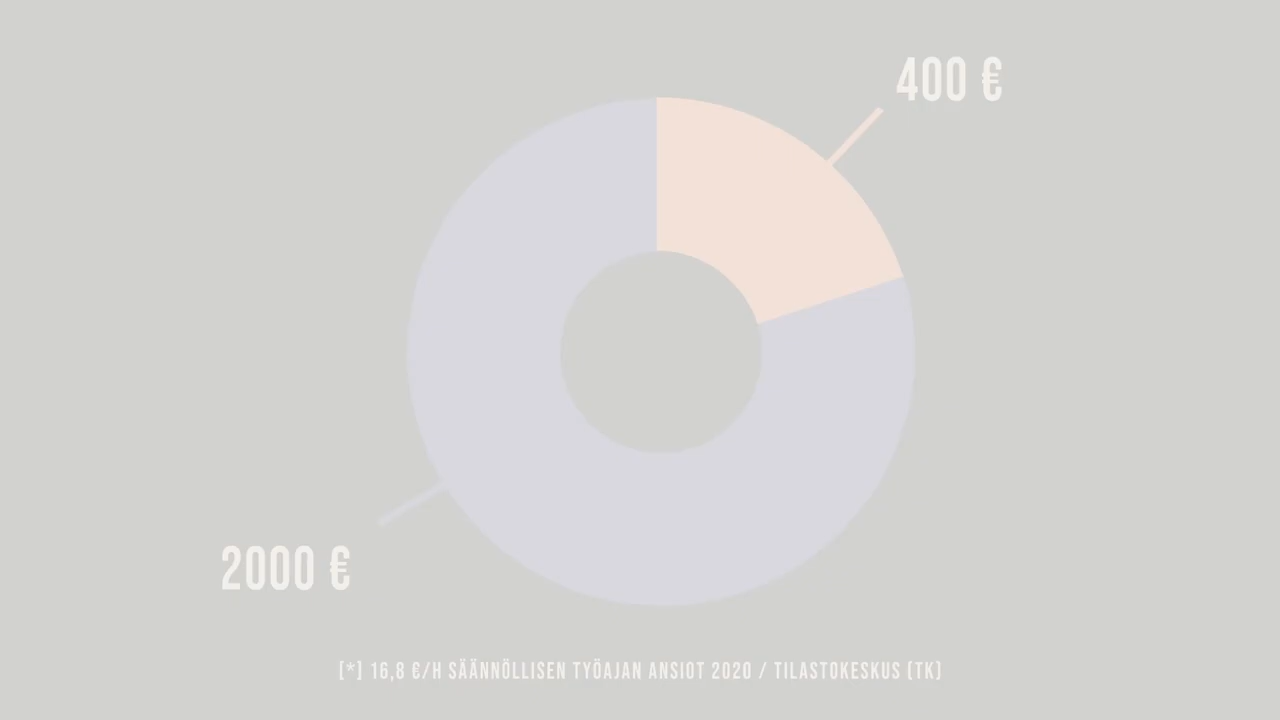 400 €
2000 €
[*] 16,8 €/H SÄÄNNÖLLISEN TYÖAJAN ANSIOT 2020 / TILASTOKESKUS (TK)